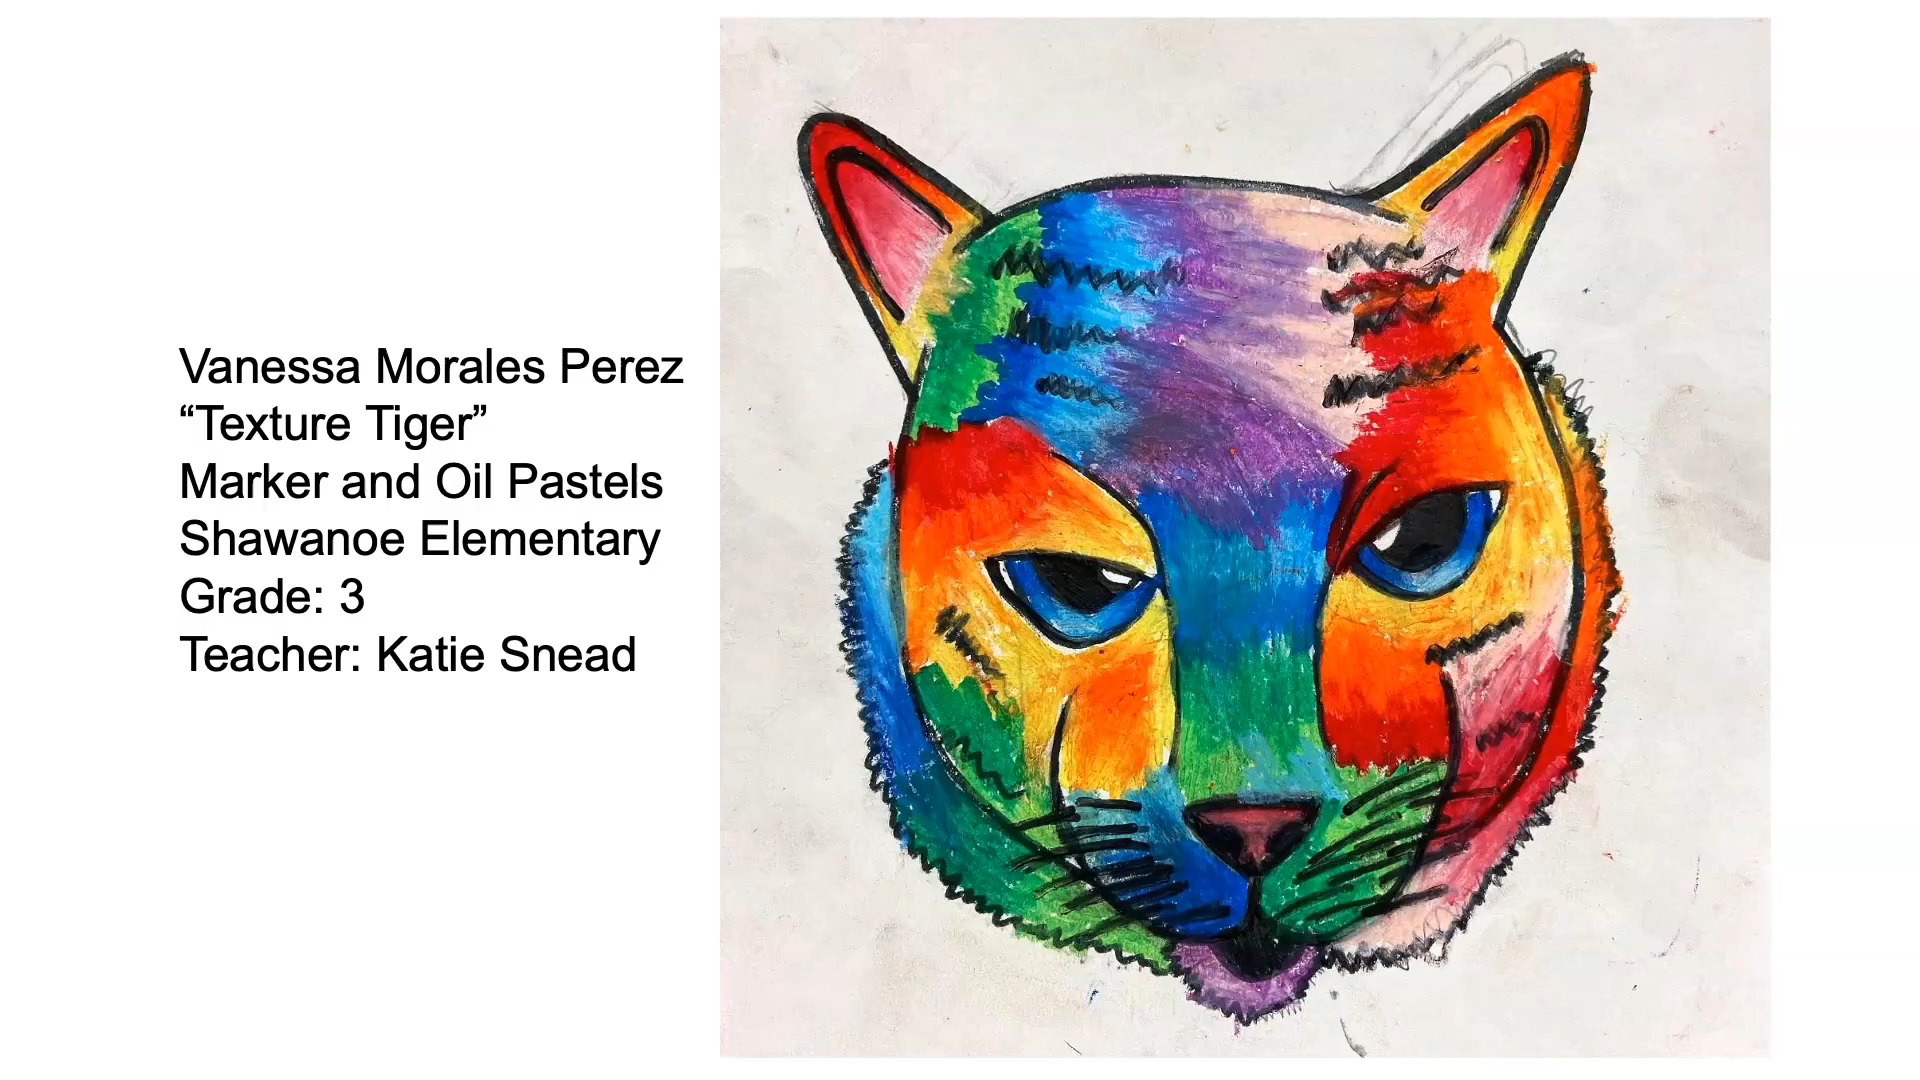 Vanessa Morales Perez
“Texture Tiger”
Marker and Oil Pastels
Shawanoe Elementary
Grade: 3
Teacher: Katie Snead